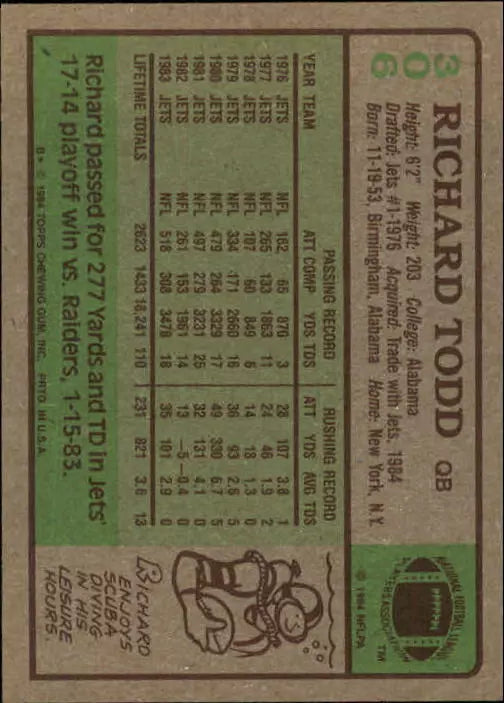 306
RICHARD TODD QB
Height: 6'2" Weight: 203 College: Alabama
Drafted: Jets #1-1976 Acquired: Trade with Jets, 1984
Born: 11-19-53, Birmingham, Alabama Home: New York, N.Y.
NATIONAL FOOTBALL LEAGUE
PLAYERS ASSOCIATION
TM
© 1984 NFLPA
PASSING RECORD RUSHING RECORD
YEAR TEAM ATT COMP YDS TDS ATT YDS AVG TDS
1976 JETS NFL 162 65 870 3 28 107 3.8 1
1977 JETS NFL 265 133 1863 11 24 46 1.9 2
1978 JETS NFL 107 60 849 6 14 18 1.3 0
1979 JETS NFL 334 171 2660 16 36 93 2.6 5
1980 JETS NFL 479 264 3329 17 49 330 6.7 5
1981 JETS NFL 497 279 3231 25 32 131 4.1 0
1982 JETS NFL 261 153 1961 14 13 —5 —0.4 0
1983 JETS NFL 518 308 3478 18 35 101 2.9 0
LIFETIME TOTALS 2623 1433 18,241 110 231 821 3.6 13
Richard passed for 277 Yards and TD in Jets'
17-14 playoff win vs. Raiders, 1-15-83.
B* © 1984 TOPPS CHEWING GUM, INC. PRTD. IN U.S.A.
RICHARD
ENJOYS
SCUBA
DIVING
IN HIS
LEISURE
HOURS.